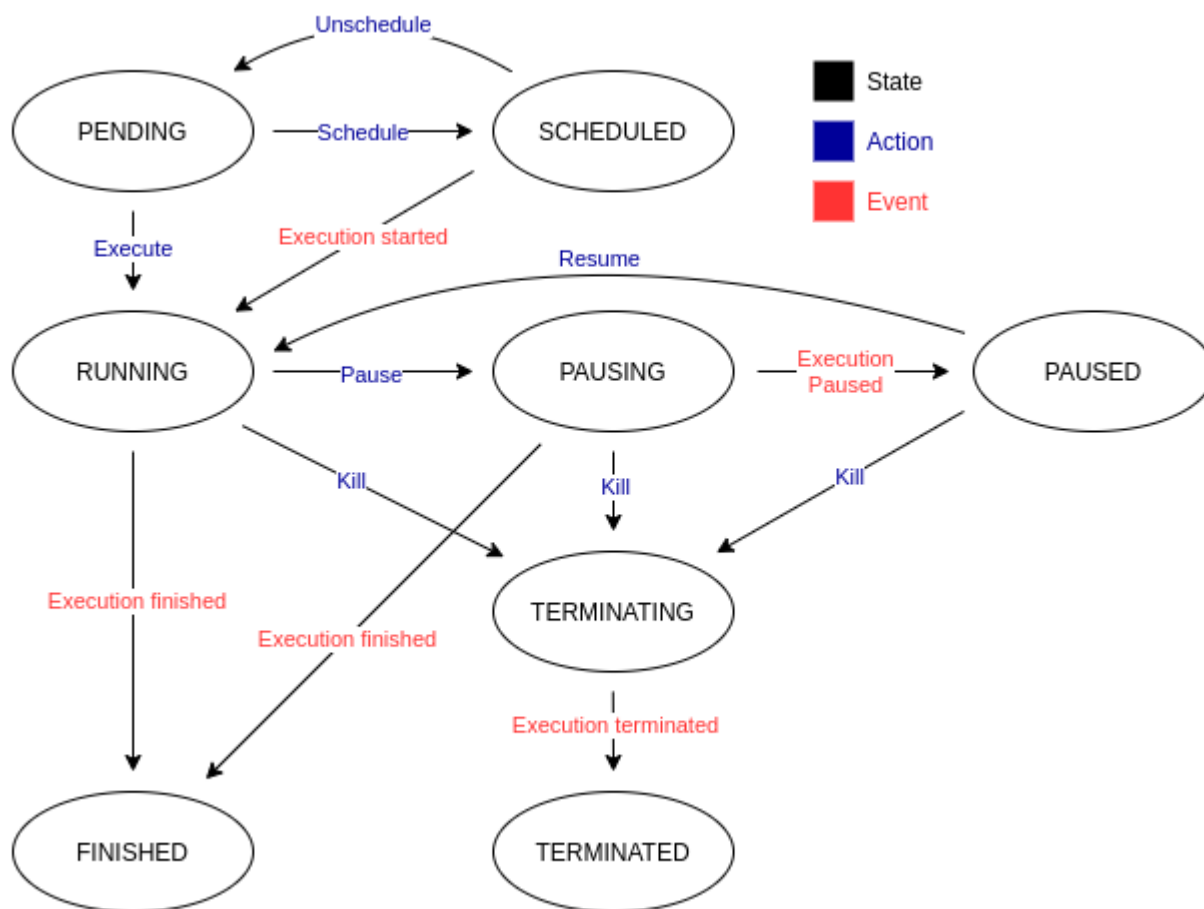 Unschedule
PENDING
Schedule
SCHEDULED
State
Action
Event
Execute
Execution started
Resume
RUNNING
Pause
PAUSING
Execution
Paused
PAUSED
Kill
Kill
Kill
Execution finished
Execution finished
TERMINATING
Execution terminated
FINISHED
TERMINATED